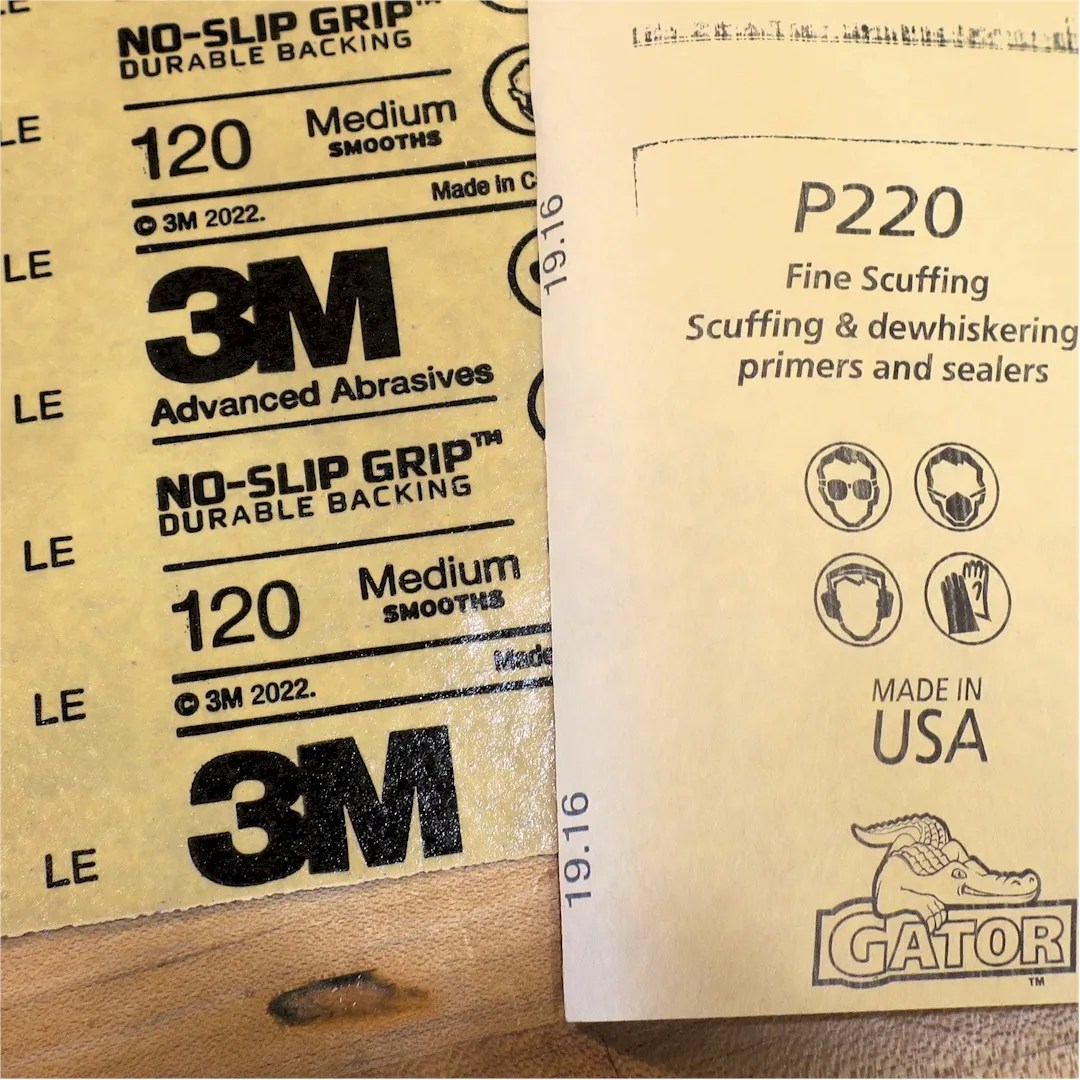 LE
NO-SLIP GRIP™
DURABLE BACKING
120
Medium
SMOOTHS
Made in
© 3M 2022.
3M
Advanced Abrasives
NO-SLIP GRIP™
DURABLE BACKING
120
Medium
SMOOTHS
Made
© 3M 2022.
3M
LE
LE
LE
LE
LE
LE
19.16
19.16
P220
Fine Scuffing
Scuffing & dewhiskering
primers and sealers
MADE IN
USA
GATOR™